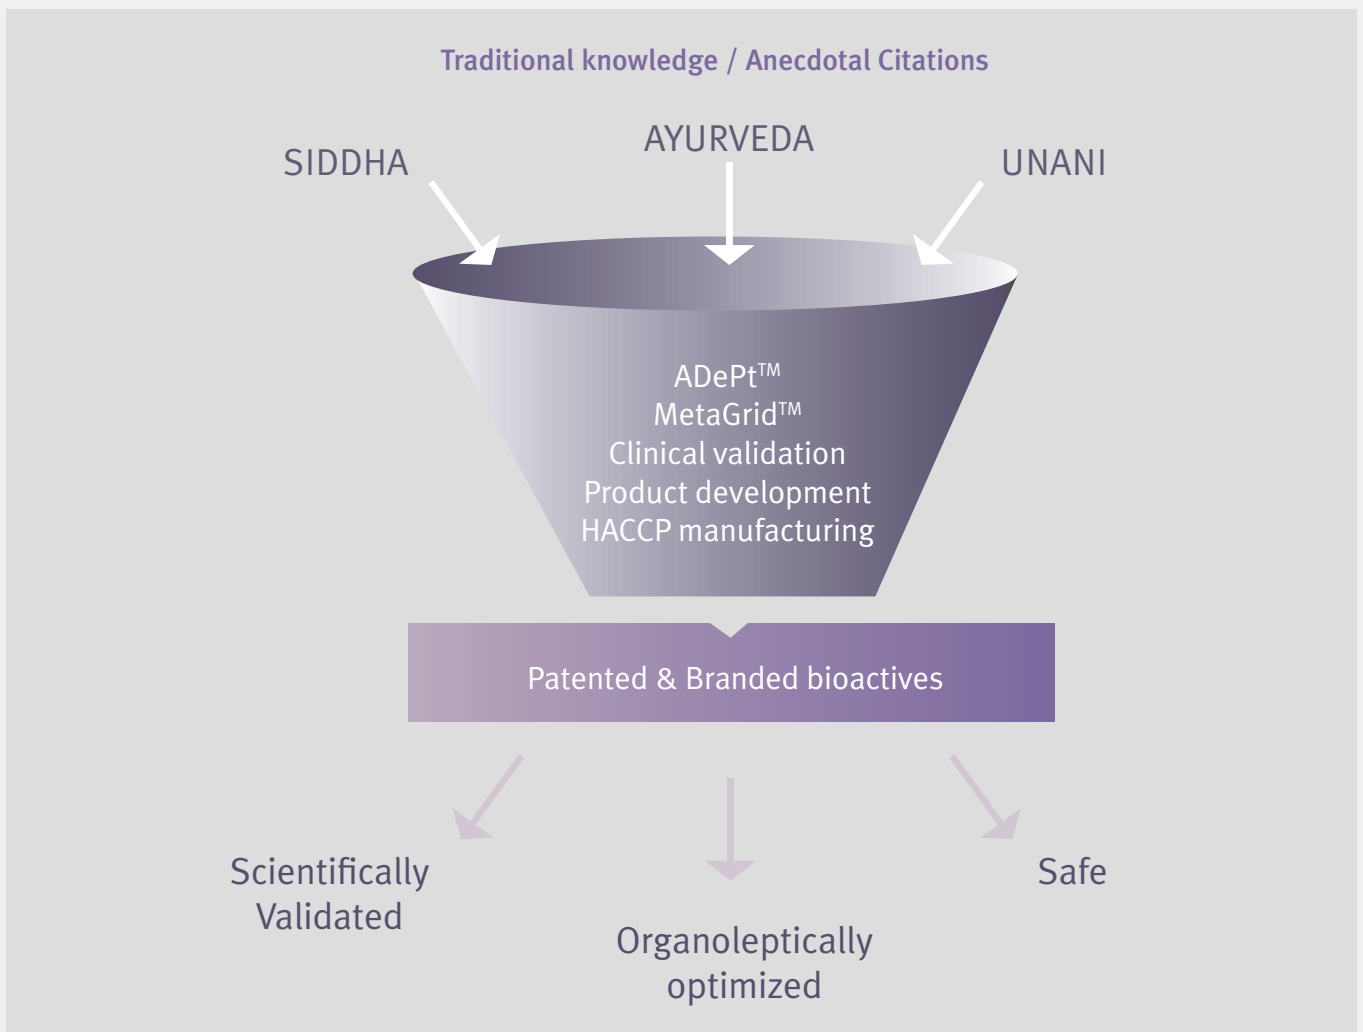 Traditional knowledge / Anecdotal Citations
SIDDHA
AYURVEDA
UNANI
ADePt™
MetaGrid™
Clinical validation
Product development
HACCP manufacturing
Patented & Branded bioactives
Scientifically
Validated
Organoleptically
optimized
Safe